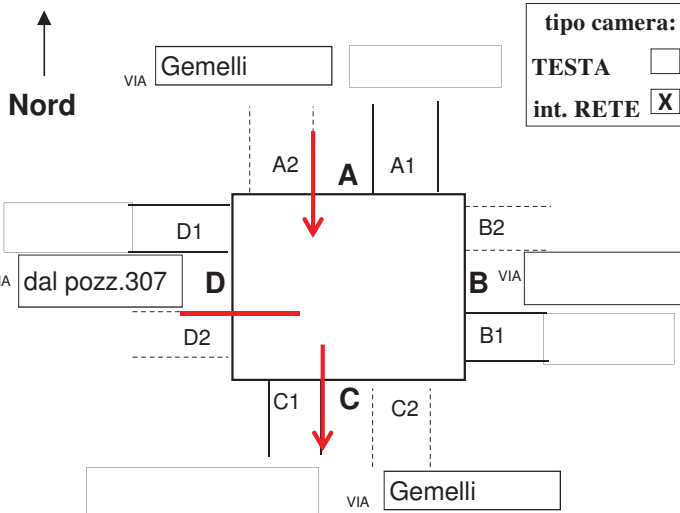 tipo camera:
VIA Gemelli
TESTA
Nord
int. RETE X
A2 A A1
D1 B2
VIA dal pozz.307 D B VIA
D2 B1
C1 C C2
VIA Gemelli